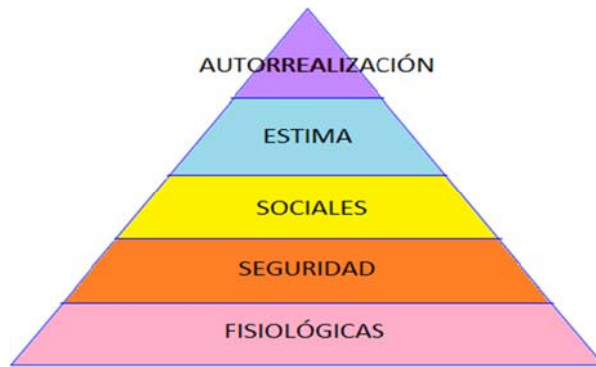 AUTORREALIZACIÓN
ESTIMA
SOCIALES
SEGURIDAD
FISIOLÓGICAS